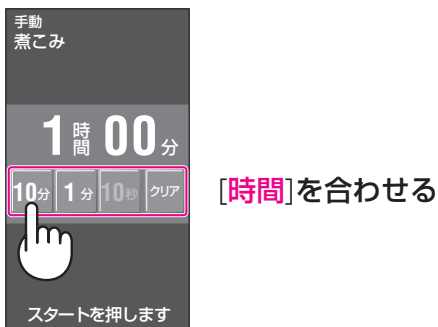 手動
煮こみ
1時間00分
10分 1分 10秒 クリア
[時間]を合わせる
スタートを押します